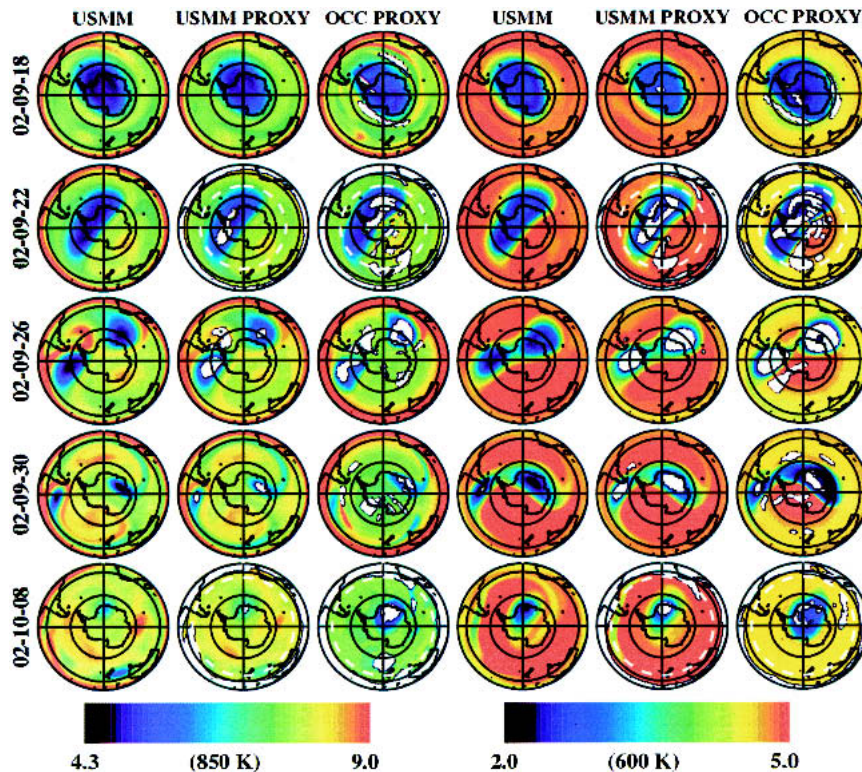 USMM USMM PROXY OCC PROXY USMM USMM PROXY OCC PROXY
02-09-18
02-09-22
02-09-26
02-09-30
02-10-08
4.3 (850 K) 9.0 2.0 (600 K) 5.0